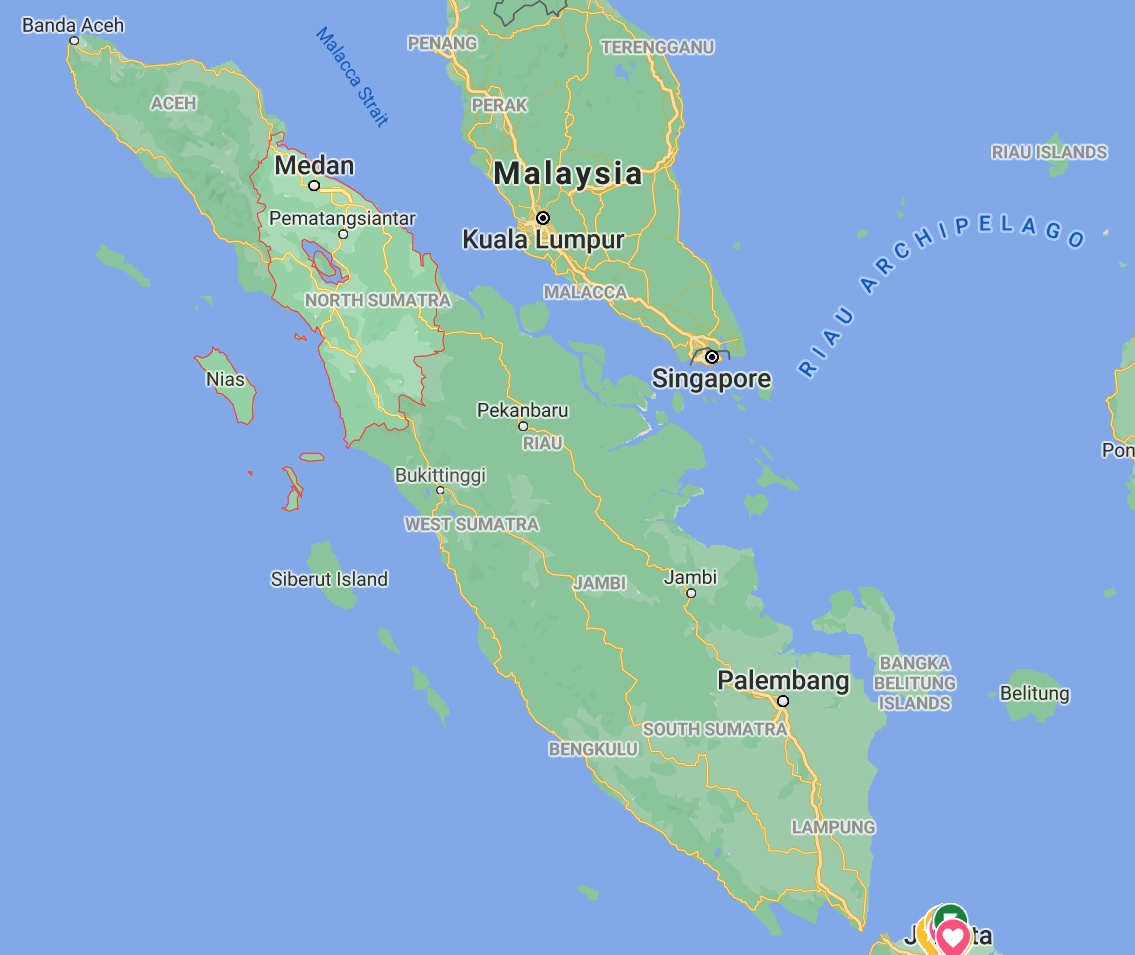 Banda Aceh
PENANG
TERENGGANU
Malacca Strait
ACEH
PERAK
RIAU ISLANDS
Medan
Malaysia
Pematangsiantar
Kuala Lumpur
RIAU ARCHIPELAGO
MALACCA
NORTH SUMATRA
Singapore
Nias
Pekanbaru
RIAU
Bukittinggi
WEST SUMATRA
Siberut Island
JAMBI
Jambi
BANGKA
BELITUNG
ISLANDS
Palembang
Belitung
SOUTH SUMATRA
BENGKULU
LAMPUNG